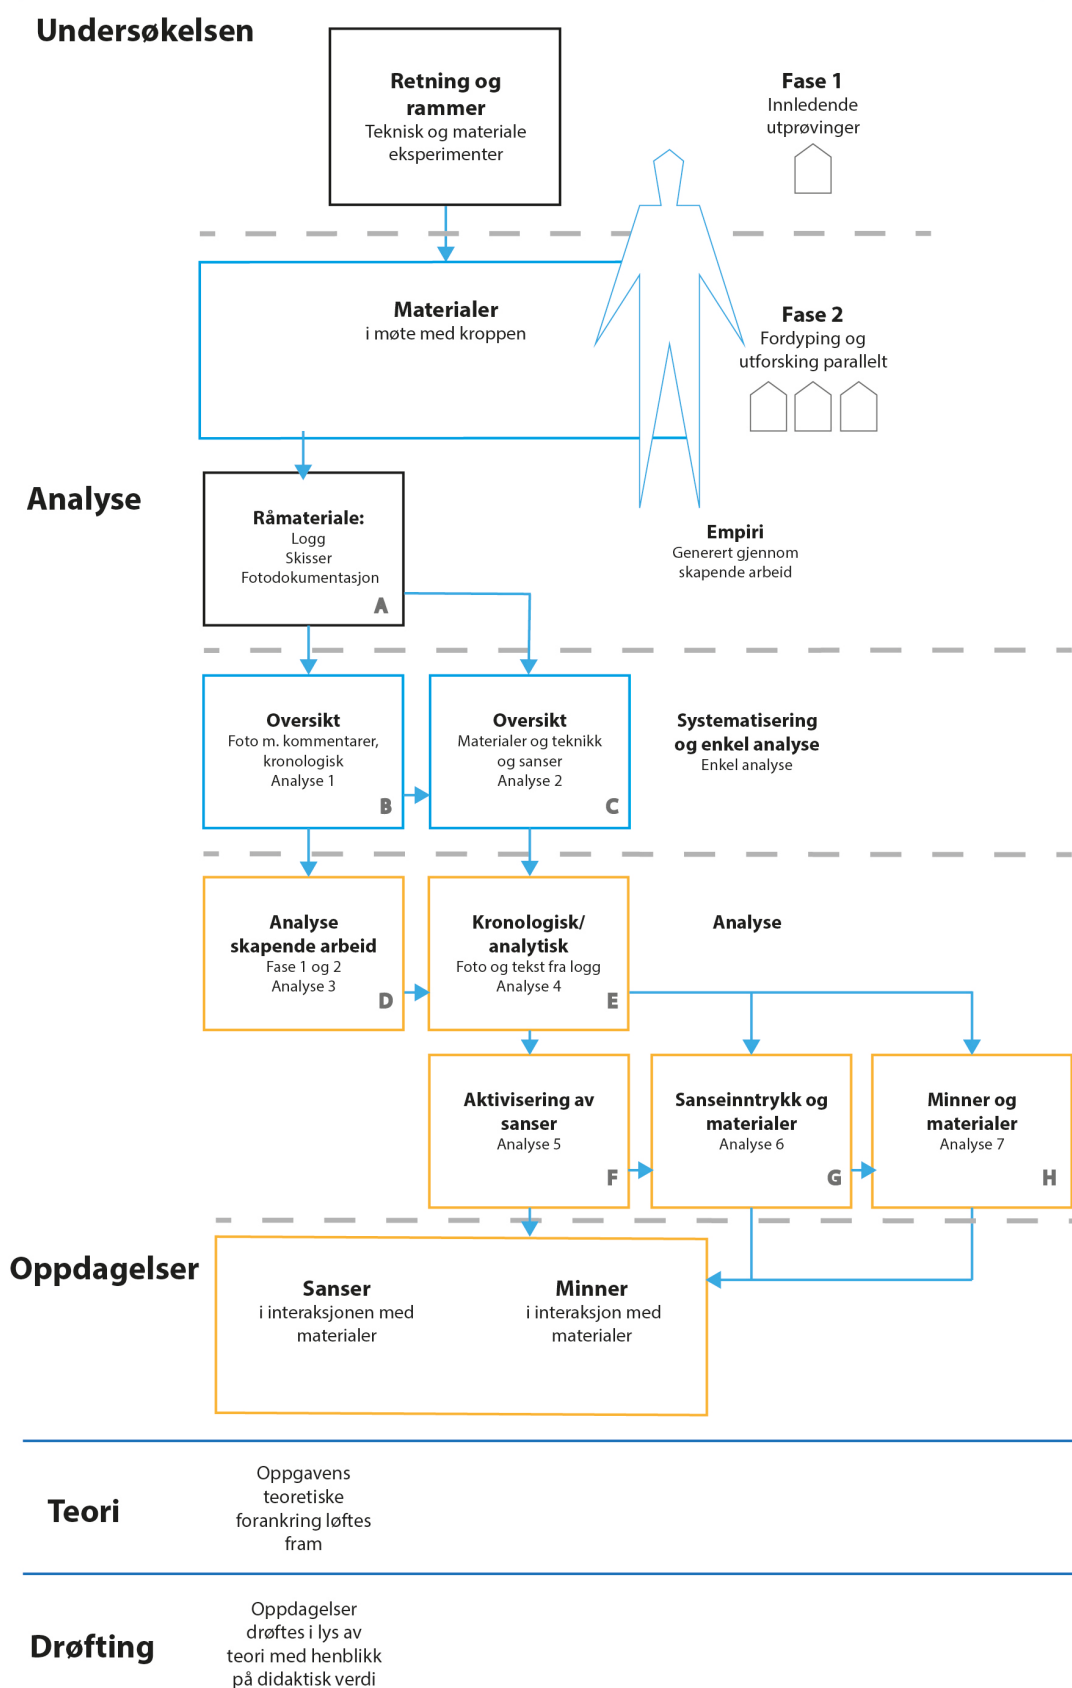 Undersøkelsen
Retning og
rammer
Teknisk og materiale
eksperimenter
Fase 1
Innledende
utprøvinger
Materialer
i møte med kroppen
Fase 2
Fordyping og
utforsking parallelt
Analyse
Råmateriale:
Logg
Skisser
Fotodokumentasjon
A
Empiri
Generert gjennom
skapende arbeid
Oversikt
Foto m. kommentarer,
kronologisk
Analyse 1
B
Oversikt
Materialer og teknikk
og sanser
Analyse 2
C
Systematisering
og enkel analyse
Enkel analyse
Analyse
skapende arbeid
Fase 1 og 2
Analyse 3
D
Kronologisk/
analytisk
Foto og tekst fra logg
Analyse 4
E
Analyse
Aktivisering av
sanser
Analyse 5
F
Sanseinntrykk og
materialer
Analyse 6
G
Minner og
materialer
Analyse 7
H
Oppdagelser
Sanser
i interaksjonen med
materialer
Minner
i interaksjon med
materialer
Teori
Oppgavens
teoretiske
forankring løftes
fram
Drøfting
Oppdagelser
drøftes i lys av
teori med henblikk
på didaktisk verdi